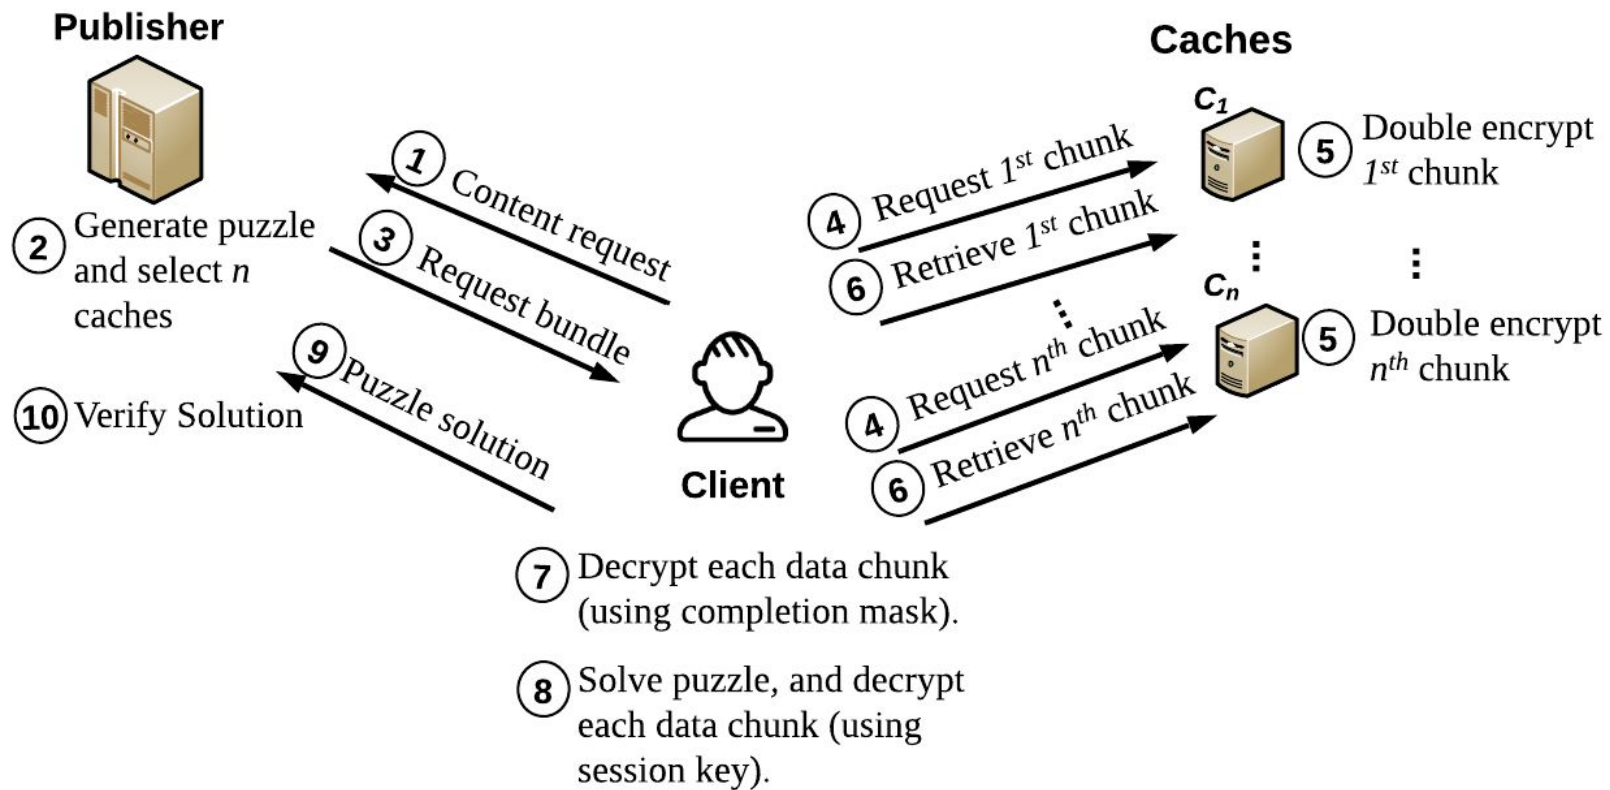 Publisher
Caches
C1
1 Content request
2 Generate puzzle
and select n
caches
3 Request bundle
4 Request 1st chunk
5 Double encrypt
1st chunk
6 Retrieve 1st chunk
⋮
⋮
⋮
Cn
4 Request nth chunk
5 Double encrypt
nth chunk
6 Retrieve nth chunk
9 Puzzle solution
10 Verify Solution
Client
7 Decrypt each data chunk
(using completion mask).
8 Solve puzzle, and decrypt
each data chunk (using
session key).